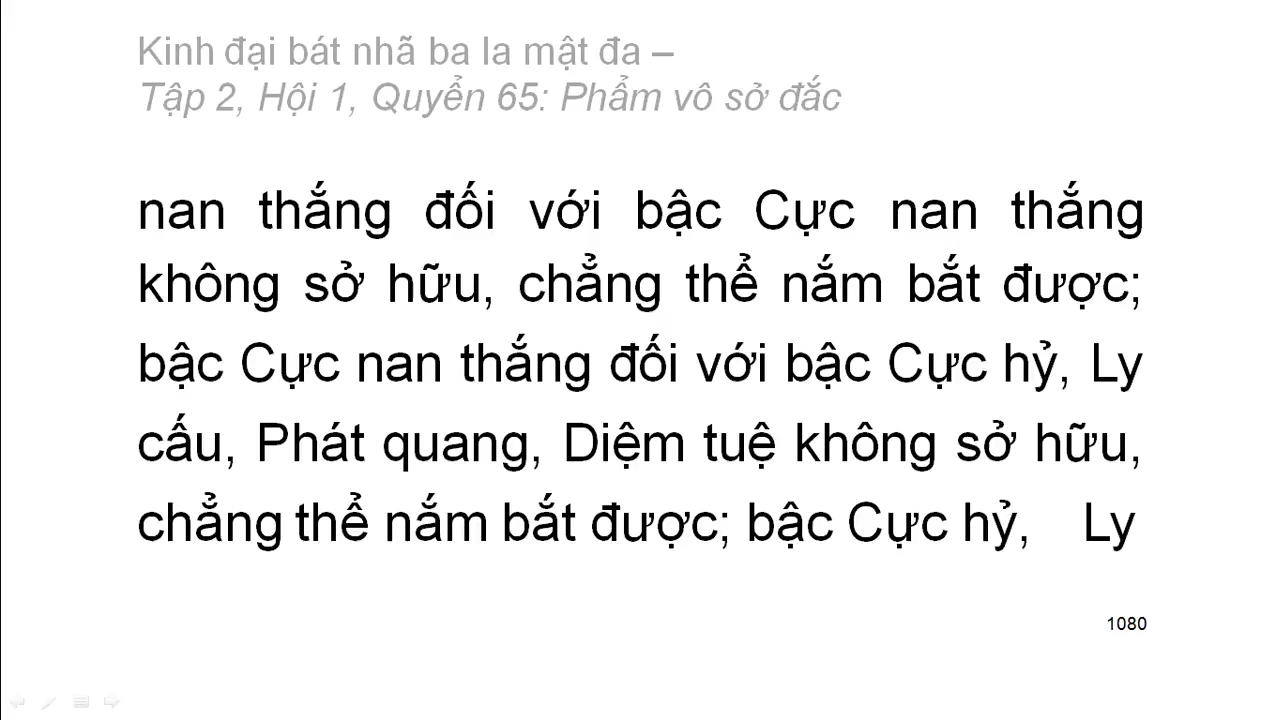 Kinh đại bát nhã ba la mật đa –
Tập 2, Hội 1, Quyển 65: Phẩm vô sở đắc
nan thắng đối với bậc Cực nan thắng
không sở hữu, chẳng thể nắm bắt được;
bậc Cực nan thắng đối với bậc Cực hỷ, Ly
cấu, Phát quang, Diệm tuệ không sở hữu,
chẳng thể nắm bắt được; bậc Cực hỷ, Ly
1080